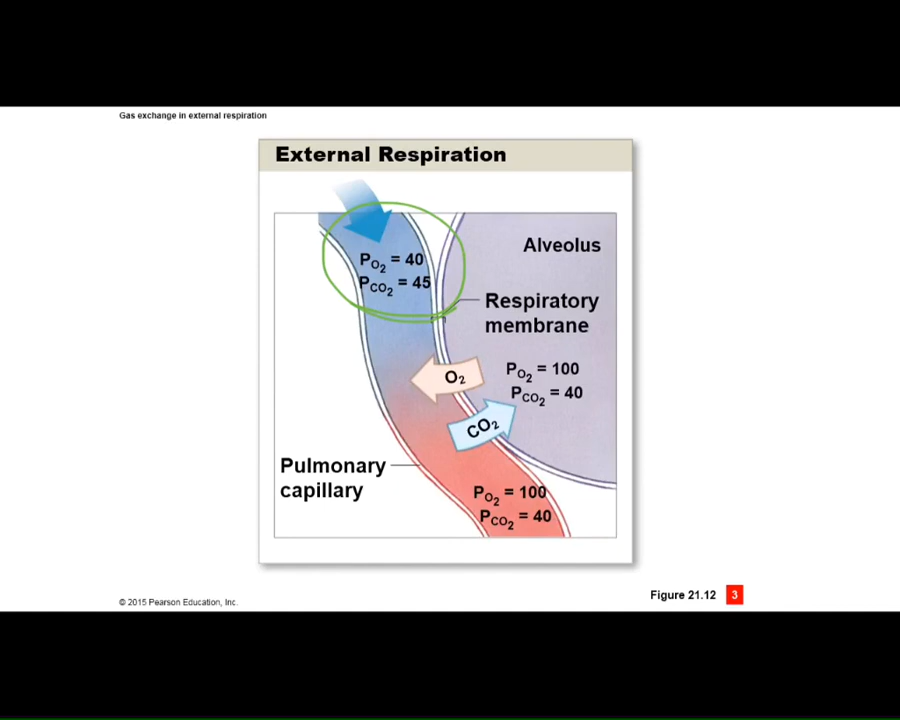 Gas exchange in external respiration
External Respiration
Alveolus
PO2 = 40
PCO2 = 45
Respiratory
membrane
PO2 = 100
PCO2 = 40
O2
CO2
Pulmonary
capillary
PO2 = 100
PCO2 = 40
© 2015 Pearson Education, Inc.
Figure 21.12 3